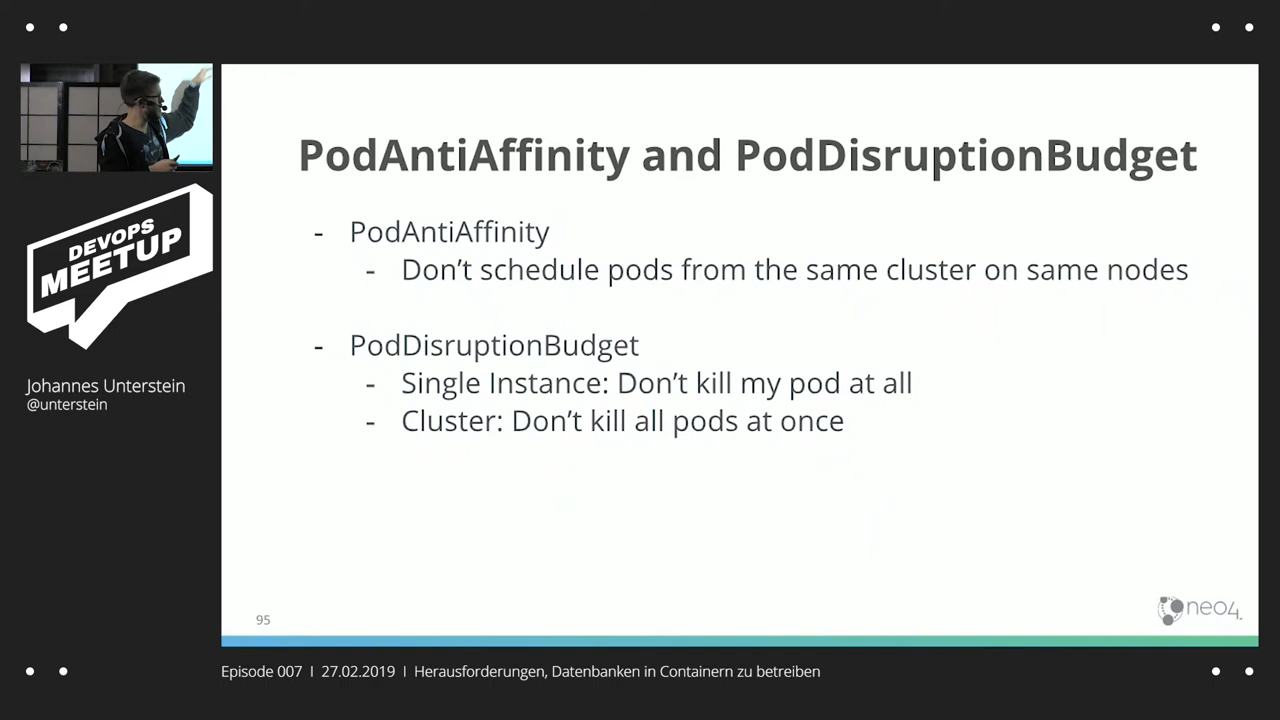 DEVOPS
MEETUP
Johannes Unterstein
@unterstein
PodAntiAffinity and PodDisruptionBudget
- PodAntiAffinity
- Don't schedule pods from the same cluster on same nodes
- PodDisruptionBudget
- Single Instance: Don't kill my pod at all
- Cluster: Don't kill all pods at once
95
neo4j
Episode 007 I 27.02.2019 I Herausforderungen, Datenbanken in Containern zu betreiben